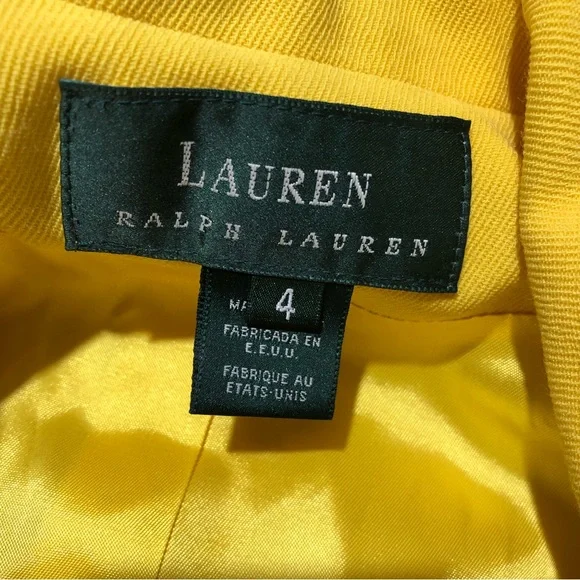 LAUREN
RALPH LAUREN
4
FABRICADA EN
E.E.U.U.
FABRIQUE AU
ETATS-UNIS